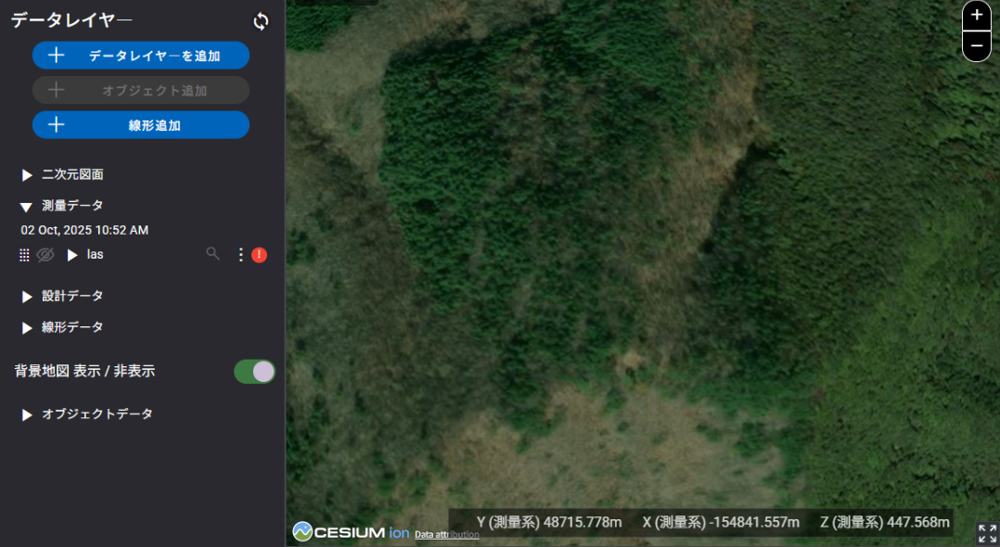 データレイヤー
データレイヤーを追加
オブジェクト追加
線形追加
二次元図面
測量データ
02 Oct, 2025 10:52 AM
las
設計データ
線形データ
背景地図 表示 / 非表示
オブジェクトデータ
CESIUM ion Data attribution
Y (測量系) 48715.778m X (測量系) -154841.557m Z (測量系) 447.568m